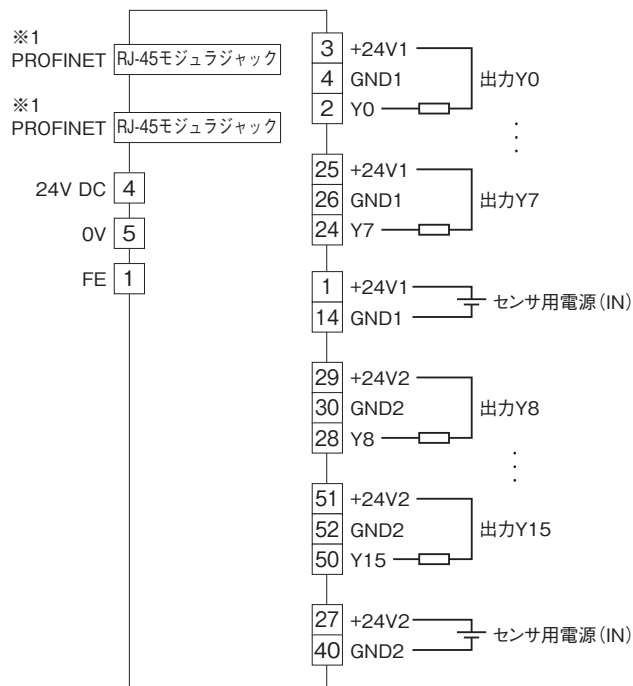 ※1
PROFINET RJ-45モジュラジャック
※1
PROFINET RJ-45モジュラジャック
24V DC 4
0V 5
FE 1
3 +24V1
4 GND1 出力Y0
2 Y0
25 +24V1
26 GND1 出力Y7
24 Y7
1 +24V1
14 GND1
センサ用電源(IN)
29 +24V2
30 GND2 出力Y8
28 Y8
51 +24V2
52 GND2 出力Y15
50 Y15
27 +24V2
40 GND2
センサ用電源(IN)